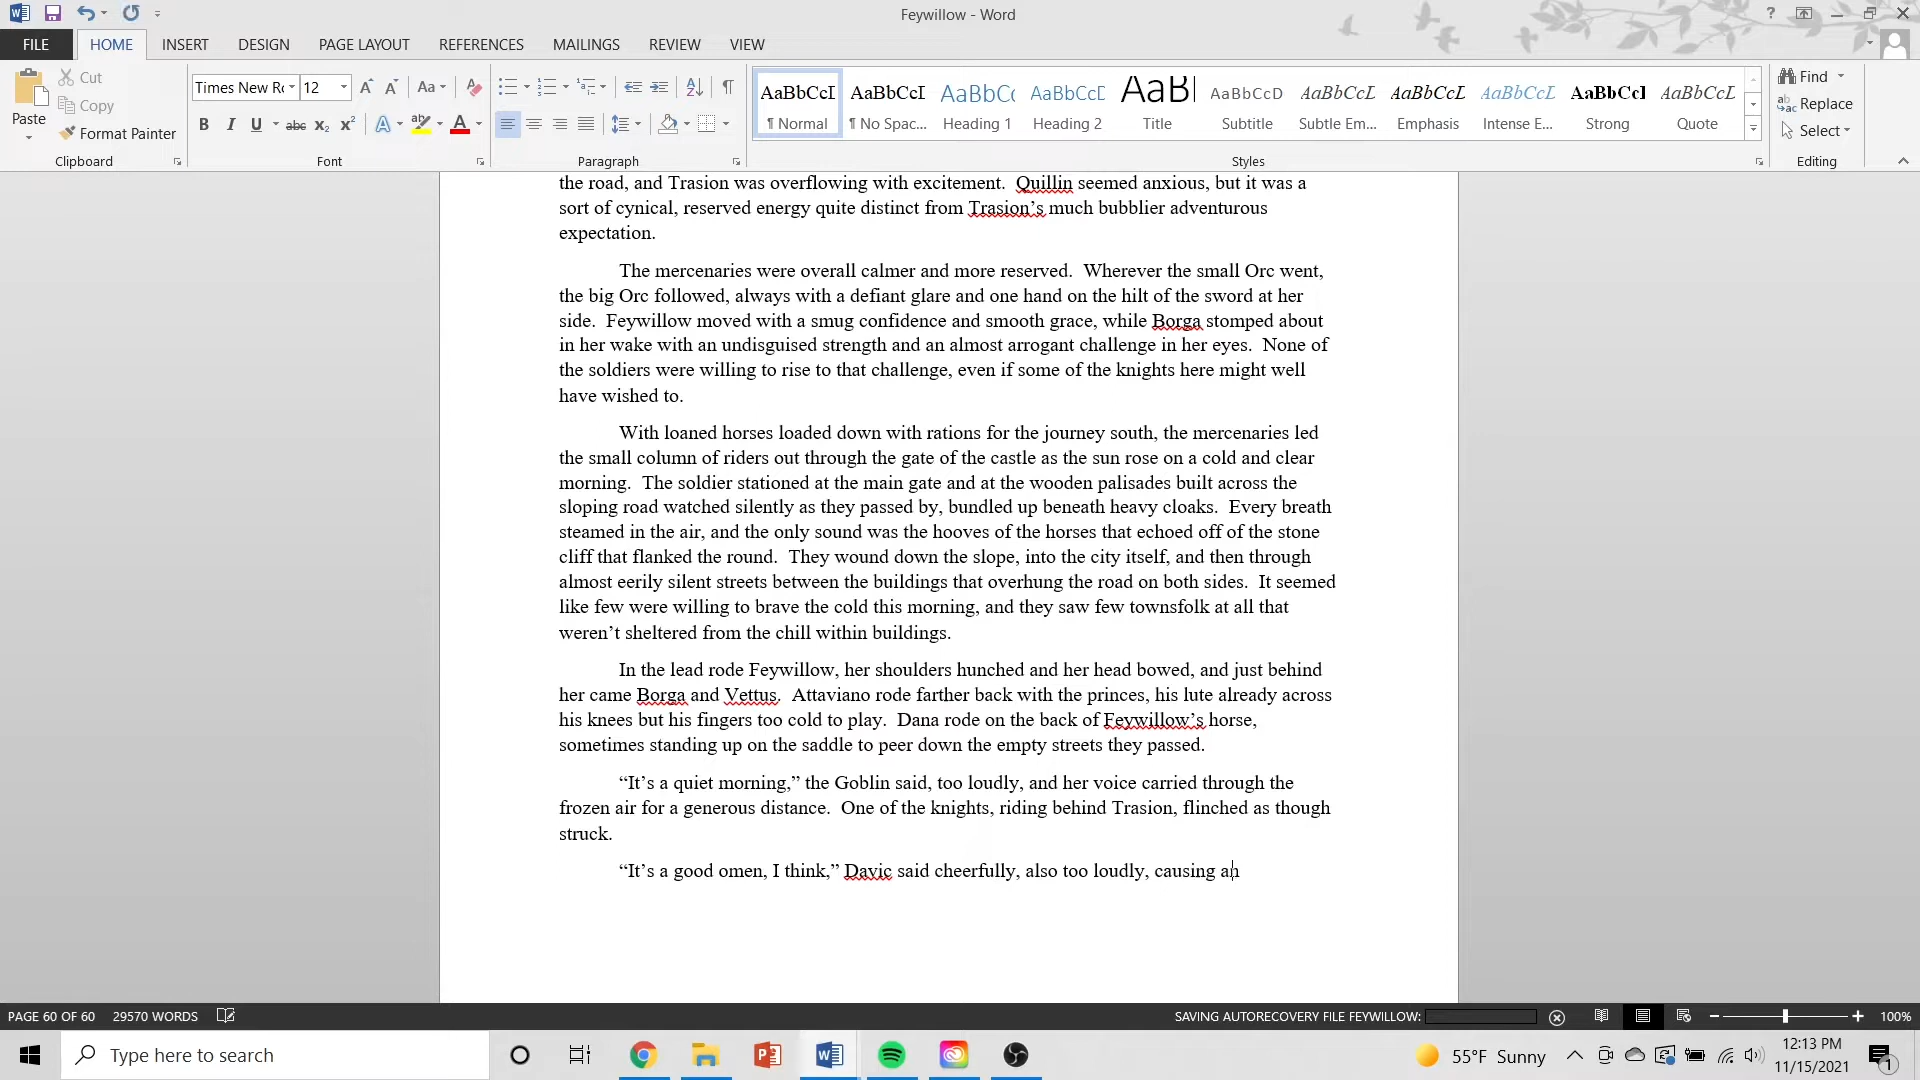 Feywillow - Word
FILE HOME INSERT DESIGN PAGE LAYOUT REFERENCES MAILINGS REVIEW VIEW
Paste
Cut
Copy
Format Painter
Clipboard
Times New R 12
Font
Paragraph
AaBbCcI AaBbCcI AaBbC AaBbCcI AaB AaBbCcD AaBbCcL AaBbCcL AaBbCcL AaBbCcI AaBbCcL
¶ Normal ¶ No Spac... Heading 1 Heading 2 Title Subtitle Subtle Em... Emphasis Intense E... Strong Quote
Styles
Find
Replace
Select
Editing
the road, and Trasion was overflowing with excitement.  Quillin seemed anxious, but it was a
sort of cynical, reserved energy quite distinct from Trasion’s much bubblier adventurous
expectation.
The mercenaries were overall calmer and more reserved.  Wherever the small Orc went,
the big Orc followed, always with a defiant glare and one hand on the hilt of the sword at her
side.  Feywillow moved with a smug confidence and smooth grace, while Borga stomped about
in her wake with an undisguised strength and an almost arrogant challenge in her eyes.  None of
the soldiers were willing to rise to that challenge, even if some of the knights here might well
have wished to.
With loaned horses loaded down with rations for the journey south, the mercenaries led
the small column of riders out through the gate of the castle as the sun rose on a cold and clear
morning.  The soldier stationed at the main gate and at the wooden palisades built across the
sloping road watched silently as they passed by, bundled up beneath heavy cloaks.  Every breath
steamed in the air, and the only sound was the hooves of the horses that echoed off of the stone
cliff that flanked the round.  They wound down the slope, into the city itself, and then through
almost eerily silent streets between the buildings that overhung the road on both sides.  It seemed
like few were willing to brave the cold this morning, and they saw few townsfolk at all that
weren’t sheltered from the chill within buildings.
In the lead rode Feywillow, her shoulders hunched and her head bowed, and just behind
her came Borga and Vettus.  Attaviano rode farther back with the princes, his lute already across
his knees but his fingers too cold to play.  Dana rode on the back of Feywillow’s horse,
sometimes standing up on the saddle to peer down the empty streets they passed.
“It’s a quiet morning,” the Goblin said, too loudly, and her voice carried through the
frozen air for a generous distance.  One of the knights, riding behind Trasion, flinched as though
struck.
“It’s a good omen, I think,” Davic said cheerfully, also too loudly, causing an
PAGE 60 OF 60 29570 WORDS SAVING AUTORECOVERY FILE FEYWILLOW: 100%
Type here to search
55°F Sunny
12:13 PM
11/15/2021
1